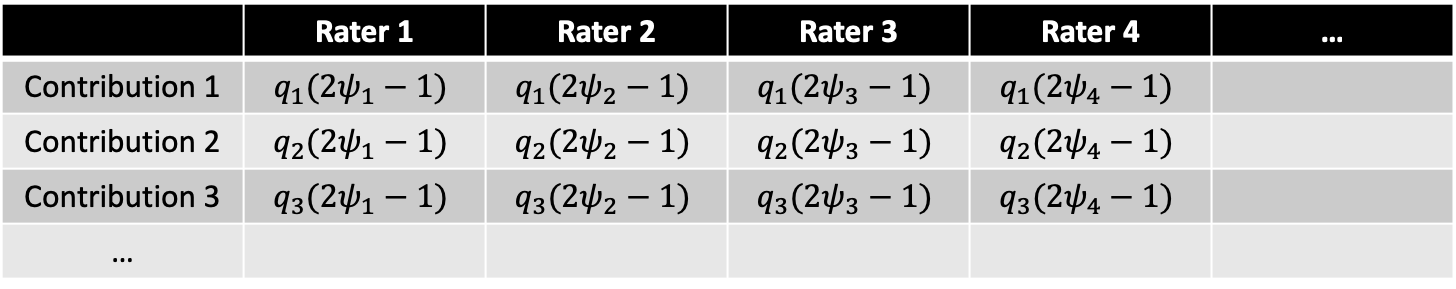 Rater 1 Rater 2 Rater 3 Rater 4 ...
Contribution 1 q₁(2ψ₁ − 1) q₁(2ψ₂ − 1) q₁(2ψ₃ − 1) q₁(2ψ₄ − 1)
Contribution 2 q₂(2ψ₁ − 1) q₂(2ψ₂ − 1) q₂(2ψ₃ − 1) q₂(2ψ₄ − 1)
Contribution 3 q₃(2ψ₁ − 1) q₃(2ψ₂ − 1) q₃(2ψ₃ − 1) q₃(2ψ₄ − 1)
...